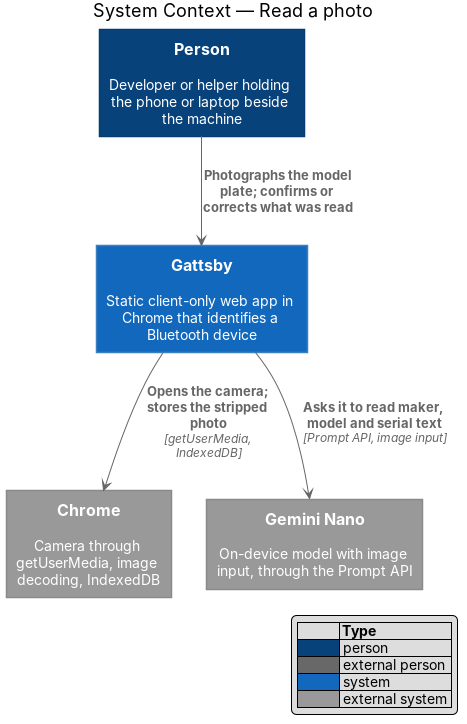 System Context — Read a photo
Person
Developer or helper holding
the phone or laptop beside
the machine
Photographs the model
plate; confirms or
corrects what was read
Gattsby
Static client-only web app in
Chrome that identifies a
Bluetooth device
Opens the camera;
stores the stripped
photo
[getUserMedia,
IndexedDB]
Asks it to read maker,
model and serial text
[Prompt API, image input]
Chrome
Camera through
getUserMedia, image
decoding, IndexedDB
Gemini Nano
On-device model with image
input, through the Prompt API
Type
person
external person
system
external system